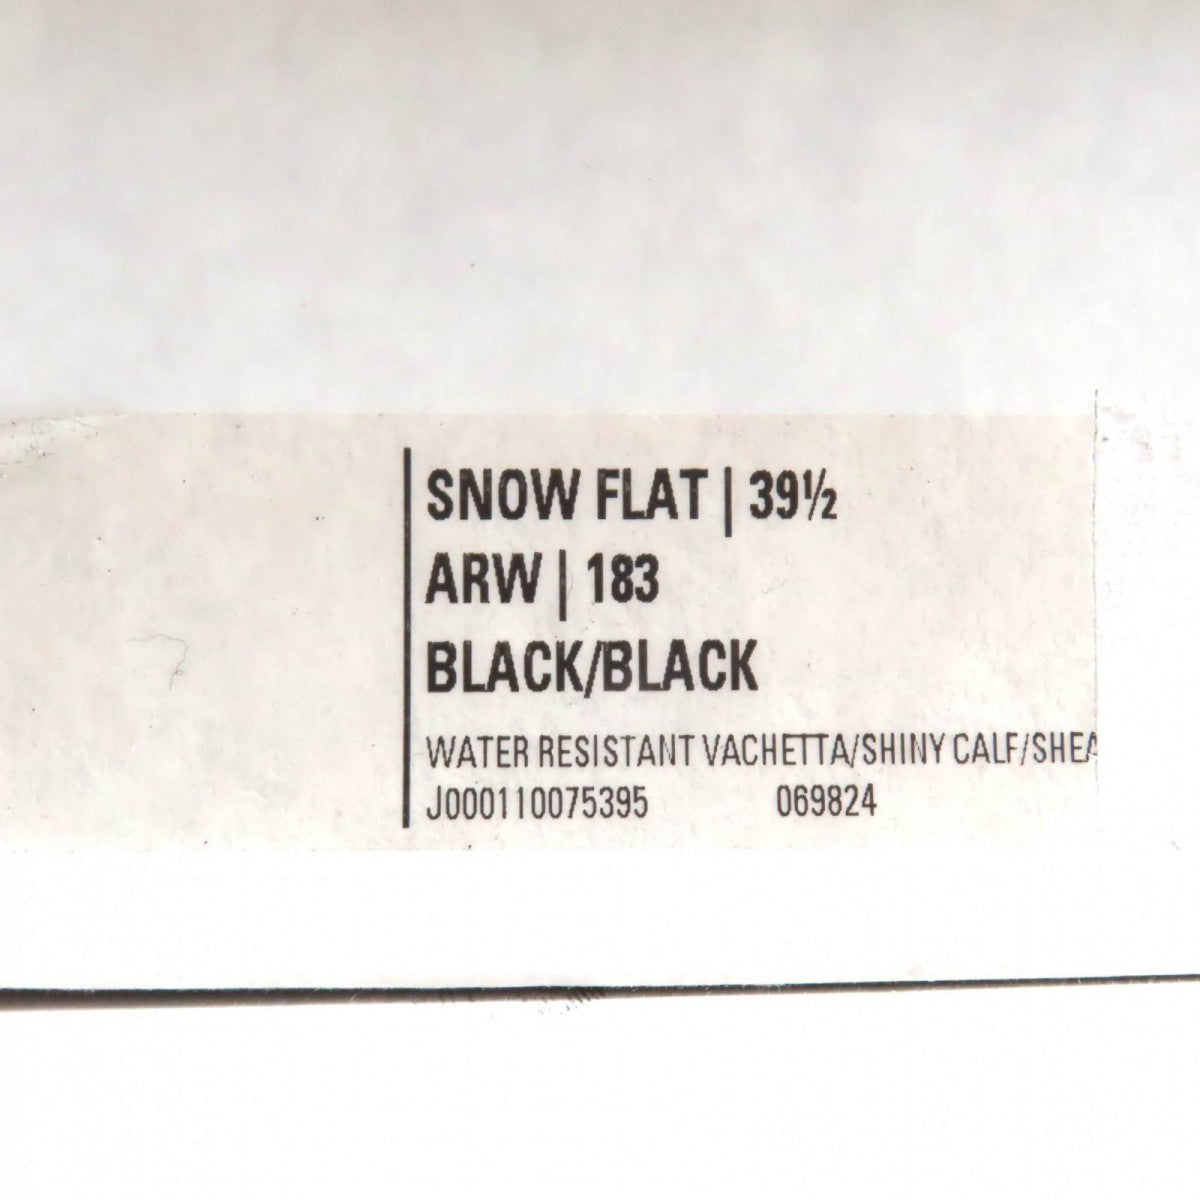 SNOW FLAT | 39½
ARW | 183
BLACK/BLACK
WATER RESISTANT VACHETTA/SHINY CALF/SHEA
J000110075395 069824